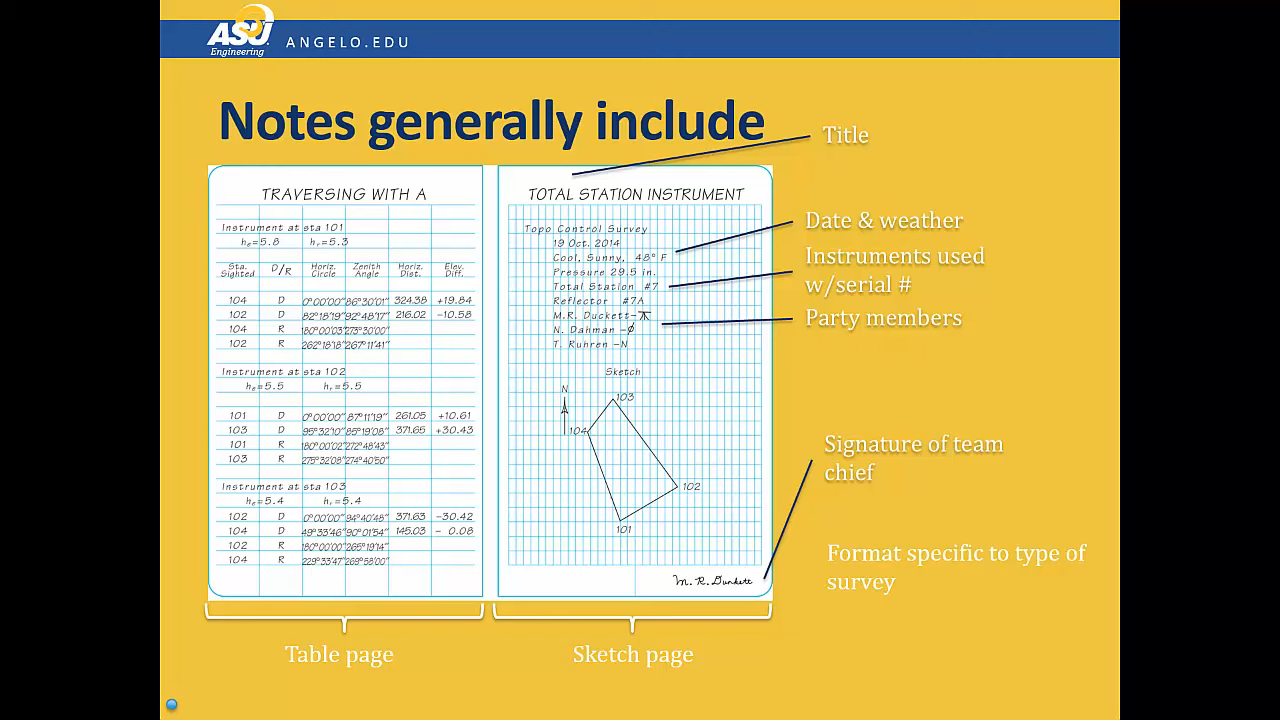 ASU
Engineering
ANGELO.EDU
Notes generally include
Title
TRAVERSING WITH A
Instrument at sta 101
he=5.8 hr=5.3
Sta. Sighted D/R Horiz. Circle Zenith Angle Horiz. Dist. Elev. Diff.
104 D 0°00'00" 86°30'01" 324.38 +19.84
102 D 82°18'19" 92°48'17" 216.02 -10.58
104 R 180°00'03" 273°30'00"
102 R 262°18'18" 267°11'41"
Instrument at sta 102
he=5.5 hr=5.5
101 D 0°00'00" 87°11'19" 261.05 +10.61
103 D 95°32'10" 85°19'08" 371.65 +30.43
101 R 180°00'02" 272°48'43"
103 R 275°32'08" 274°40'50"
Instrument at sta 103
he=5.4 hr=5.4
102 D 0°00'00" 94°40'48" 371.63 -30.42
104 D 49°33'46" 90°01'54" 145.03 - 0.08
102 R 180°00'00" 265°19'14"
104 R 229°33'47" 269°58'00"
TOTAL STATION INSTRUMENT
Topo Control Survey
19 Oct. 2014
Cool, Sunny, 48° F
Pressure 29.5 in.
Total Station #7
Reflector #7A
M.R. Duckett-
N. Dahman -ϕ
T. Ruhren -N
Sketch
N
103
104
102
101
M. R. Duckett
Date & weather
Instruments used
w/serial #
Party members
Signature of team
chief
Format specific to type of
survey
Table page
Sketch page